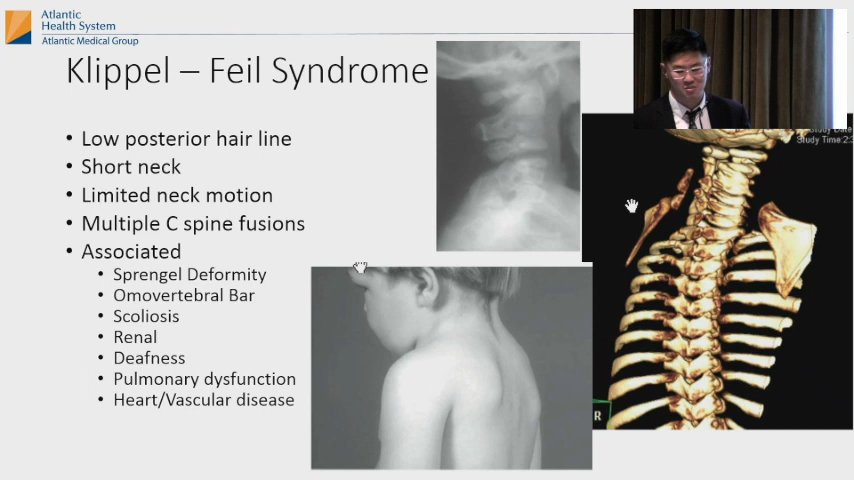 Atlantic
Health System
Atlantic Medical Group
Klippel – Feil Syndrome
• Low posterior hair line
• Short neck
• Limited neck motion
• Multiple C spine fusions
• Associated
• Sprengel Deformity
• Omovertebral Bar
• Scoliosis
• Renal
• Deafness
• Pulmonary dysfunction
• Heart/Vascular disease
Study Date
Study Time:2:3
R